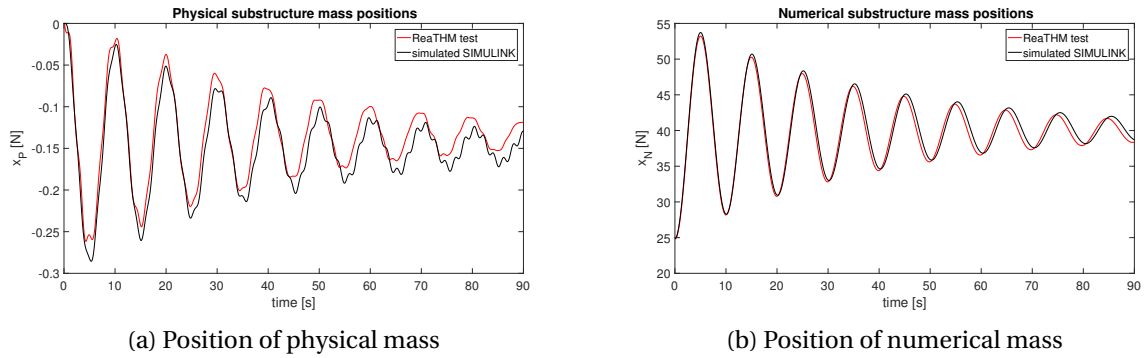 Physical substructure mass positions
ReaTHM test
simulated SIMULINK
0
-0.05
-0.1
-0.15
-0.2
-0.25
-0.3
x_P [N]
0 10 20 30 40 50 60 70 80 90
time [s]
(a) Position of physical mass
Numerical substructure mass positions
ReaTHM test
simulated SIMULINK
55
50
45
40
35
30
25
20
x_N [N]
0 10 20 30 40 50 60 70 80 90
time [s]
(b) Position of numerical mass